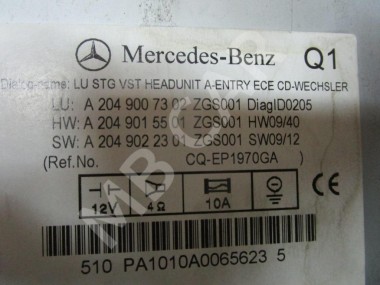 Mercedes-Benz Q1
Dialog-name: LU STG VST HEADUNIT A-ENTRY ECE CD-WECHSLER
LU: A 204 900 73 02 ZGS001 DiagID0205
HW: A 204 901 55 01 ZGS001 HW09/40
SW: A 204 902 23 01 ZGS001 SW09/12
(Ref.No. CQ-EP1970GA )
12V 4Ω 10A
CE
510 PA1010A0065623 5